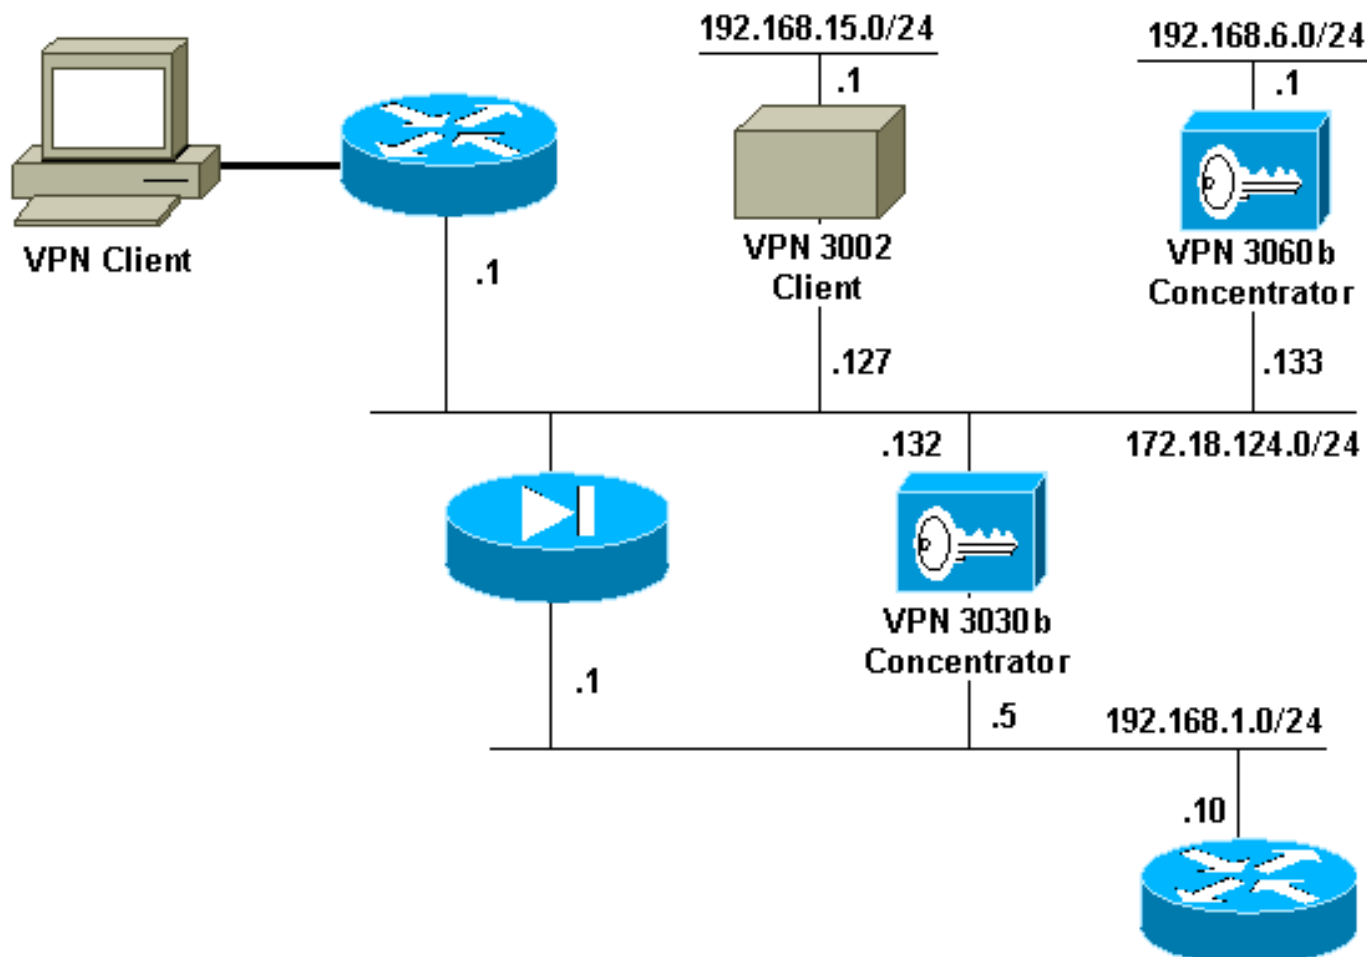 192.168.15.0/24
192.168.6.0/24
.1
.1
VPN Client
.1
VPN 3002
Client
VPN 3060b
Concentrator
.127
.133
.132
172.18.124.0/24
VPN 3030b
Concentrator
.1
.5
192.168.1.0/24
.10